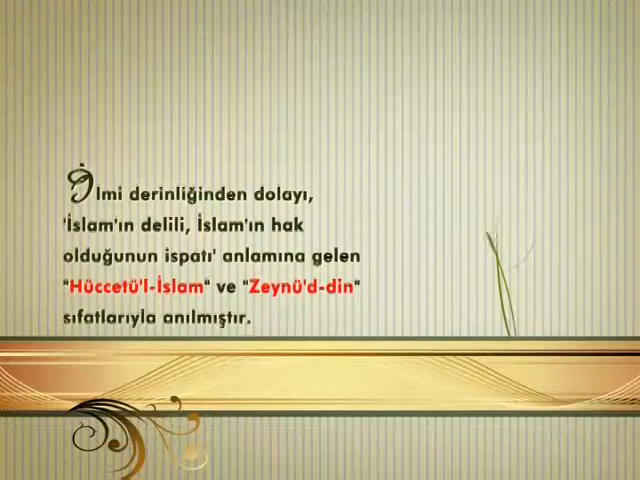 İlmi derinliğinden dolayı,
'İslam'ın delili, İslam'ın hak
olduğunun ispatı' anlamına gelen
"Hüccetü'l-İslam" ve "Zeynü'd-din"
sıfatlarıyla anılmıştır.